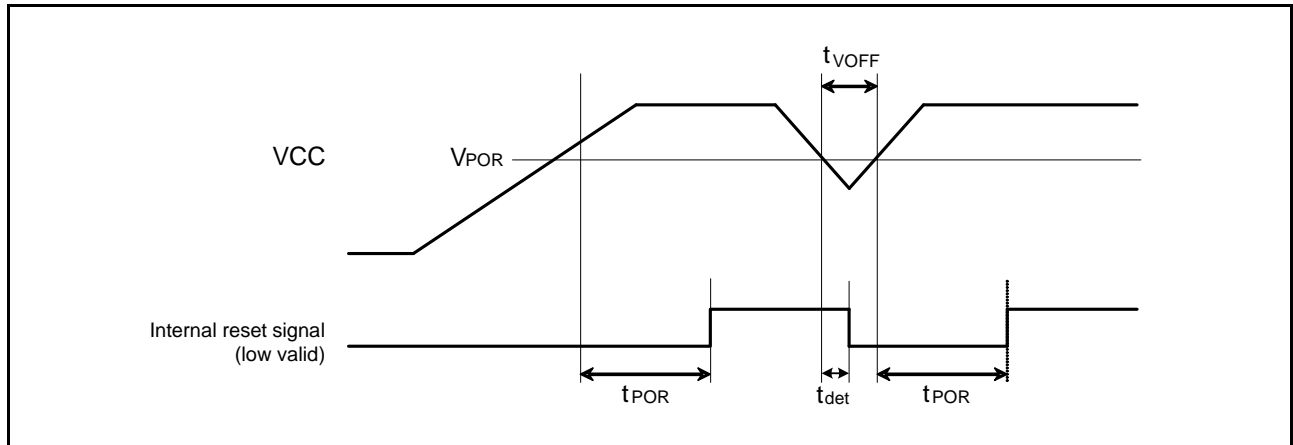 tVOFF
VCC
VPOR
Internal reset signal
(low valid)
tPOR
tdet
tPOR